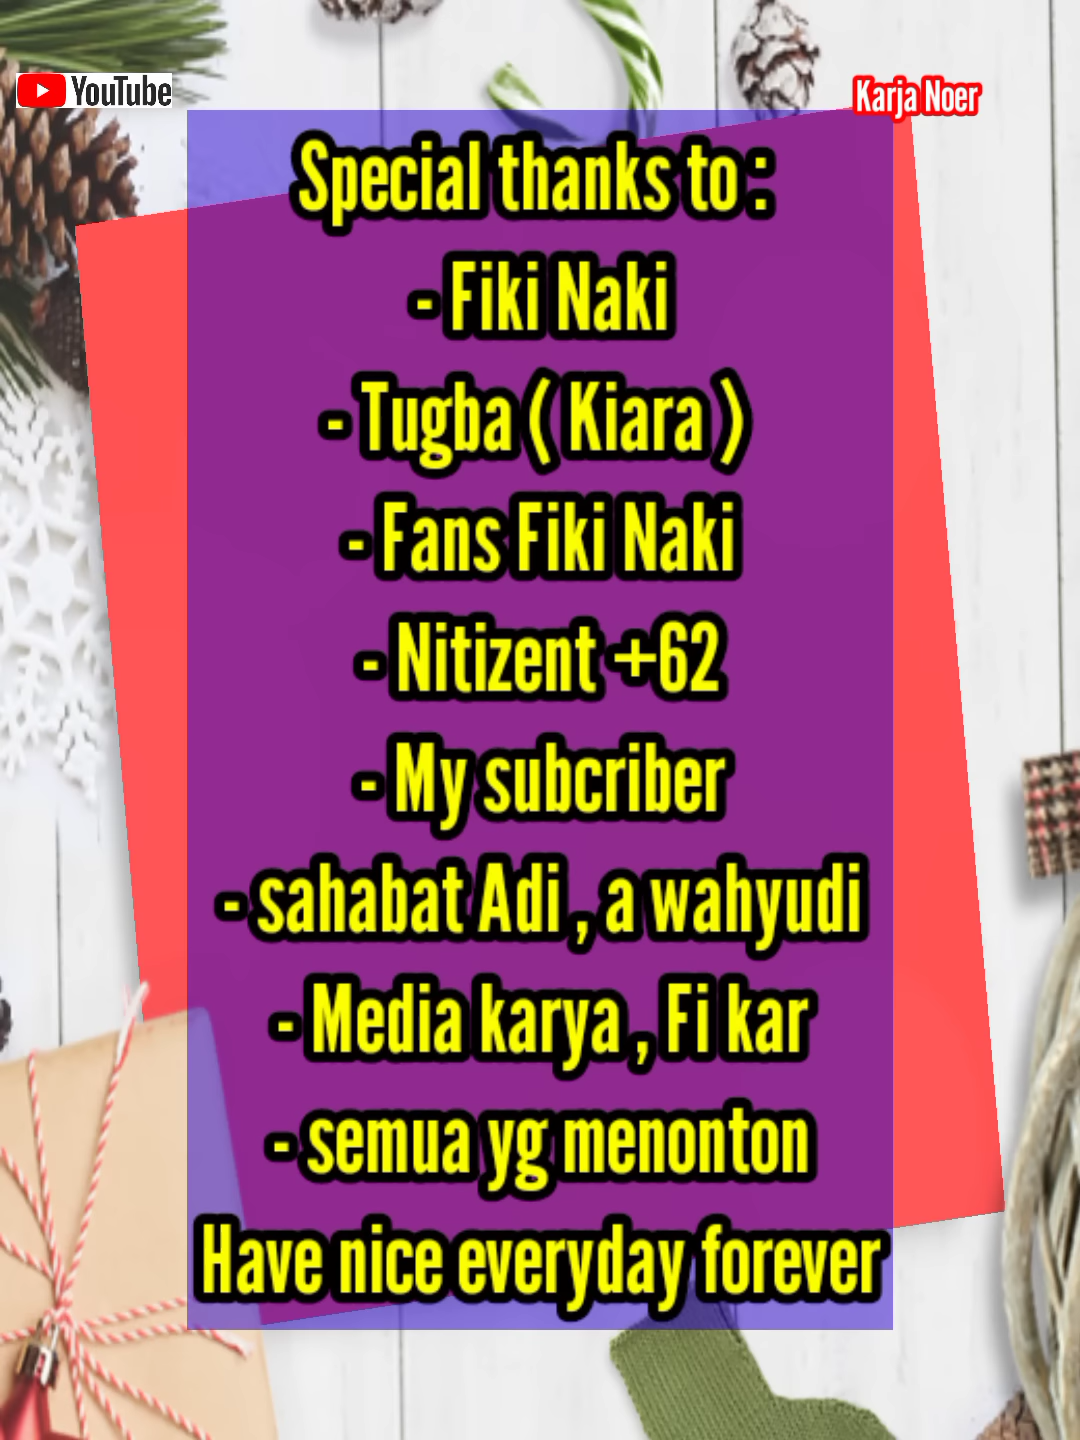 YouTube
Karja Noer
Special thanks to :
- Fiki Naki
- Tugba ( Kiara )
- Fans Fiki Naki
- Nitizent +62
- My subcriber
- sahabat Adi , a wahyudi
- Media karya , Fi kar
- semua yg menonton
Have nice everyday forever